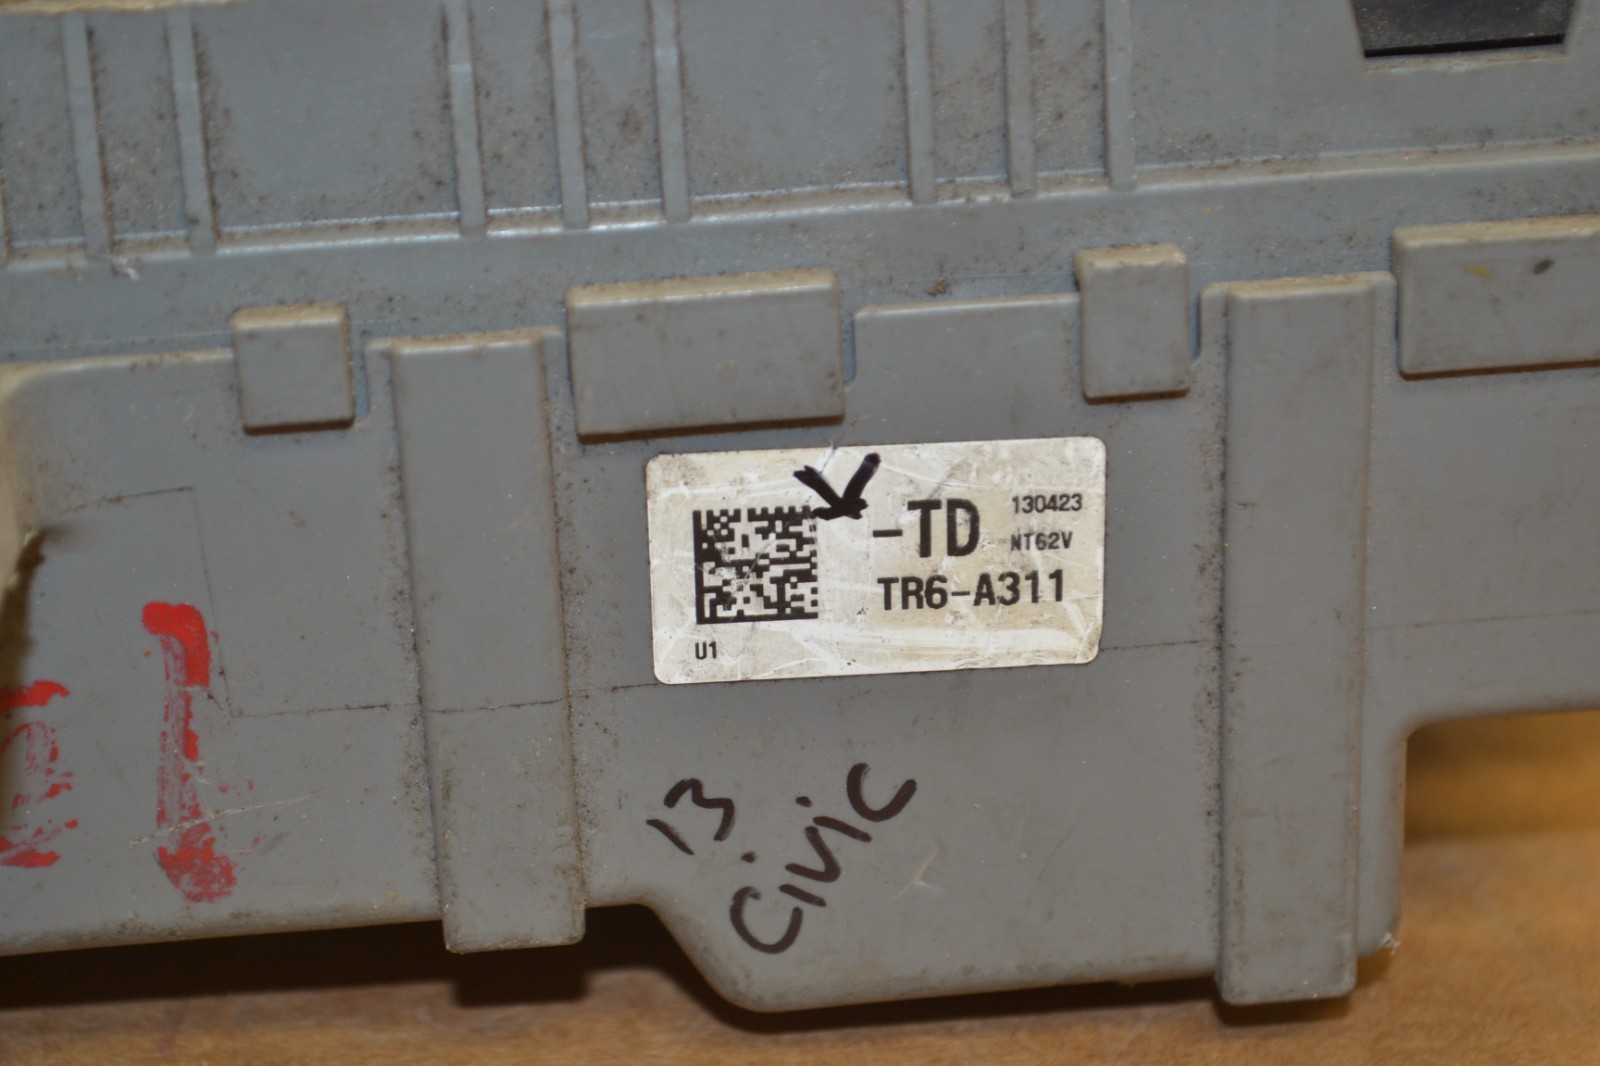 -TD 130423
NT62V
TR6-A311
U1
13
Civic